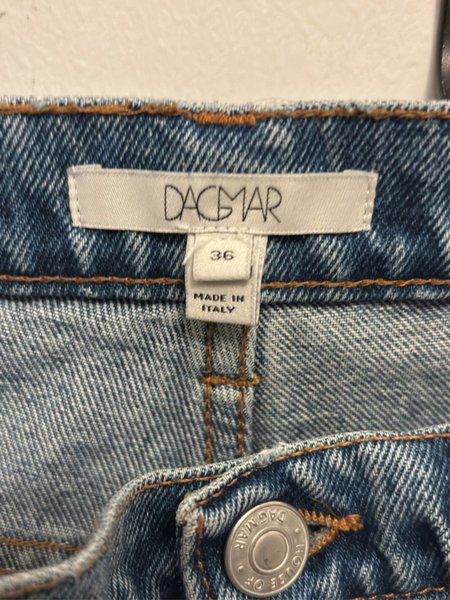 DAGMAR
36
MADE IN
ITALY
HOUSE OF
DAGMAR